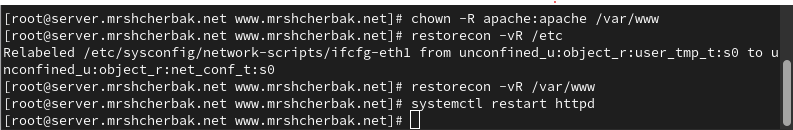 [root@server.mrshcherbak.net www.mrshcherbak.net]# chown -R apache:apache /var/www
[root@server.mrshcherbak.net www.mrshcherbak.net]# restorecon -vR /etc
Relabeled /etc/sysconfig/network-scripts/ifcfg-eth1 from unconfined_u:object_r:user_tmp_t:s0 to u
nconfined_u:object_r:net_conf_t:s0
[root@server.mrshcherbak.net www.mrshcherbak.net]# restorecon -vR /var/www
[root@server.mrshcherbak.net www.mrshcherbak.net]# systemctl restart httpd
[root@server.mrshcherbak.net www.mrshcherbak.net]#